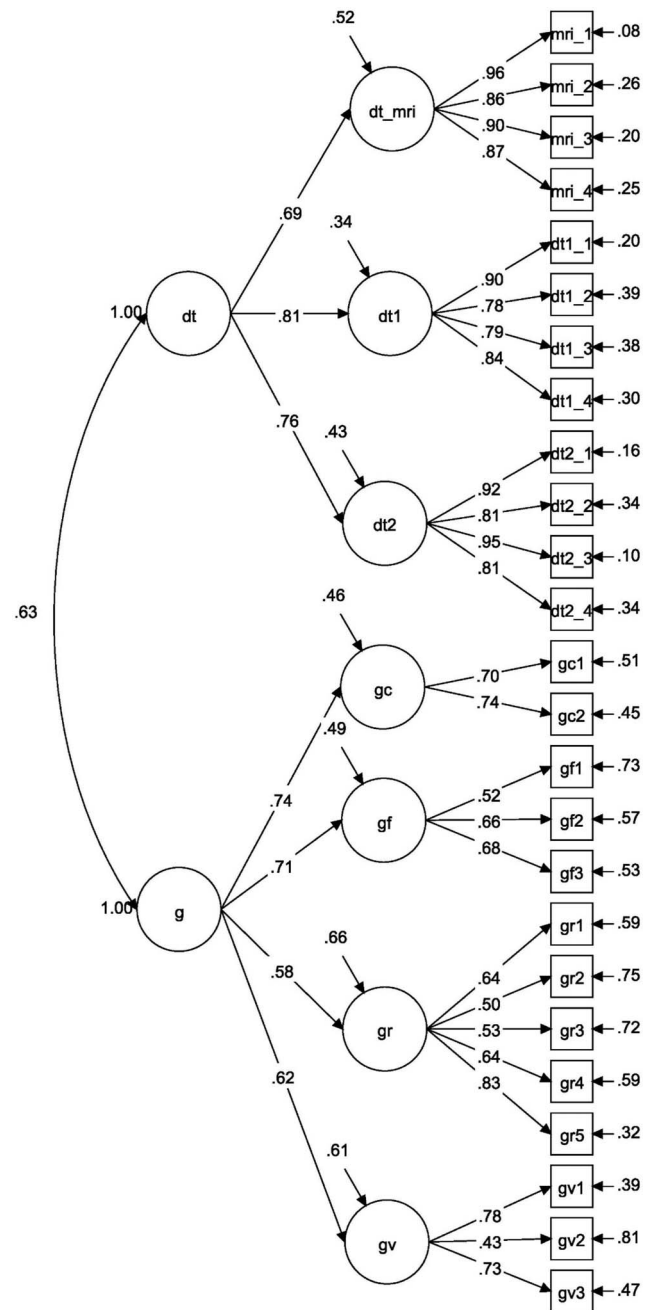 .52
mri_1
.08
.96
mri_2
.26
.86
dt_mri
.90
mri_3
.20
.87
mri_4
.25
.69
.34
dt1_1
.20
.90
dt1_2
.39
.78
1.00
dt
.81
dt1
.79
dt1_3
.38
.84
dt1_4
.30
.76
.43
dt2_1
.16
.92
dt2_2
.34
.81
dt2
.95
dt2_3
.10
.81
dt2_4
.34
.63
.46
gc1
.51
.70
gc
.74
gc2
.45
.49
gf1
.73
.52
.74
gf
.66
gf2
.57
.68
gf3
.53
.71
1.00
g
gr1
.59
.66
.64
gr2
.75
.58
.50
gr
.53
gr3
.72
.64
gr4
.59
.62
.83
gr5
.32
.61
gv1
.39
.78
gv
.43
gv2
.81
.73
gv3
.47